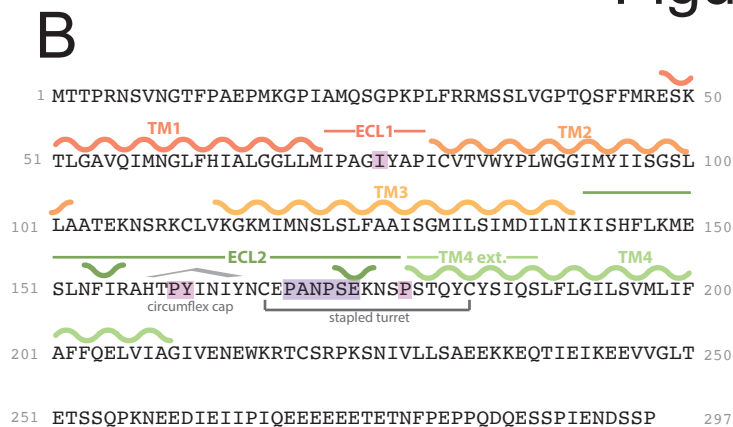 B
1 MTTPRNSVNGTFPAEPMKGPIAMQSGPKPLFRRMSSLVGPTQSFFMRESK 50
TM1 ECL1 TM2
51 TLGAVQIMNGLFHIALGGLLMIPAGIYAPICVTVWYPLWGGIMYIISGSL 100
TM3
101 LAATEKNSRKCLVKGKMIMNSLSLFAAISGMILSIMDILNIKISHFLKME 150
ECL2 TM4 ext. TM4
151 SLNFIRAHTPYINIYNCEPANPSEKNSPSTQYCYSIQSLFLGILSVMLIF 200
circumflex cap
stapled turret
201 AFFQELVIAGIVENEWKRTCSRPKSNIVLLSAEEKKEQTIEIKEEVVGLT 250
251 ETSSQPKNEEDIEIIPIQEEEEEETETNFPEPPQDQESSPIENDSSP 297